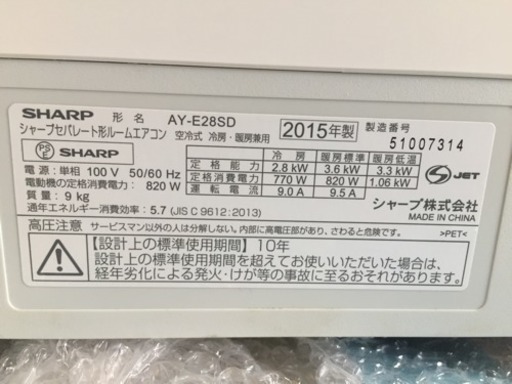 SHARP 形名 AY-E28SD 2015年製 製造番号 51007314
シャープセパレート形ルームエアコン 空冷式 冷房・暖房兼用
PS E SHARP
電源：単相 100 V 50/60 Hz
電動機の定格消費電力： 820 W
質量：9 kg
冷房 暖房標準 暖房低温
定格能力 2.8 kW 3.6 kW 3.3 kW
定格消費電力 770 W 820 W 1.06 kW
運転電流 9.0 A 9.5 A
S JET
通年エネルギー消費効率：5.7 (JIS C 9612:2013)
シャープ株式会社
MADE IN CHINA
高圧注意 サービスマン以外の人は分解しないでください。内部に高電圧部があり、さわると危険です。
>PET<
【設計上の標準使用期間】10年
設計上の標準使用期間を超えてお使いいただいた場合は、
経年劣化による発火・けが等の事故に至るおそれがあります。